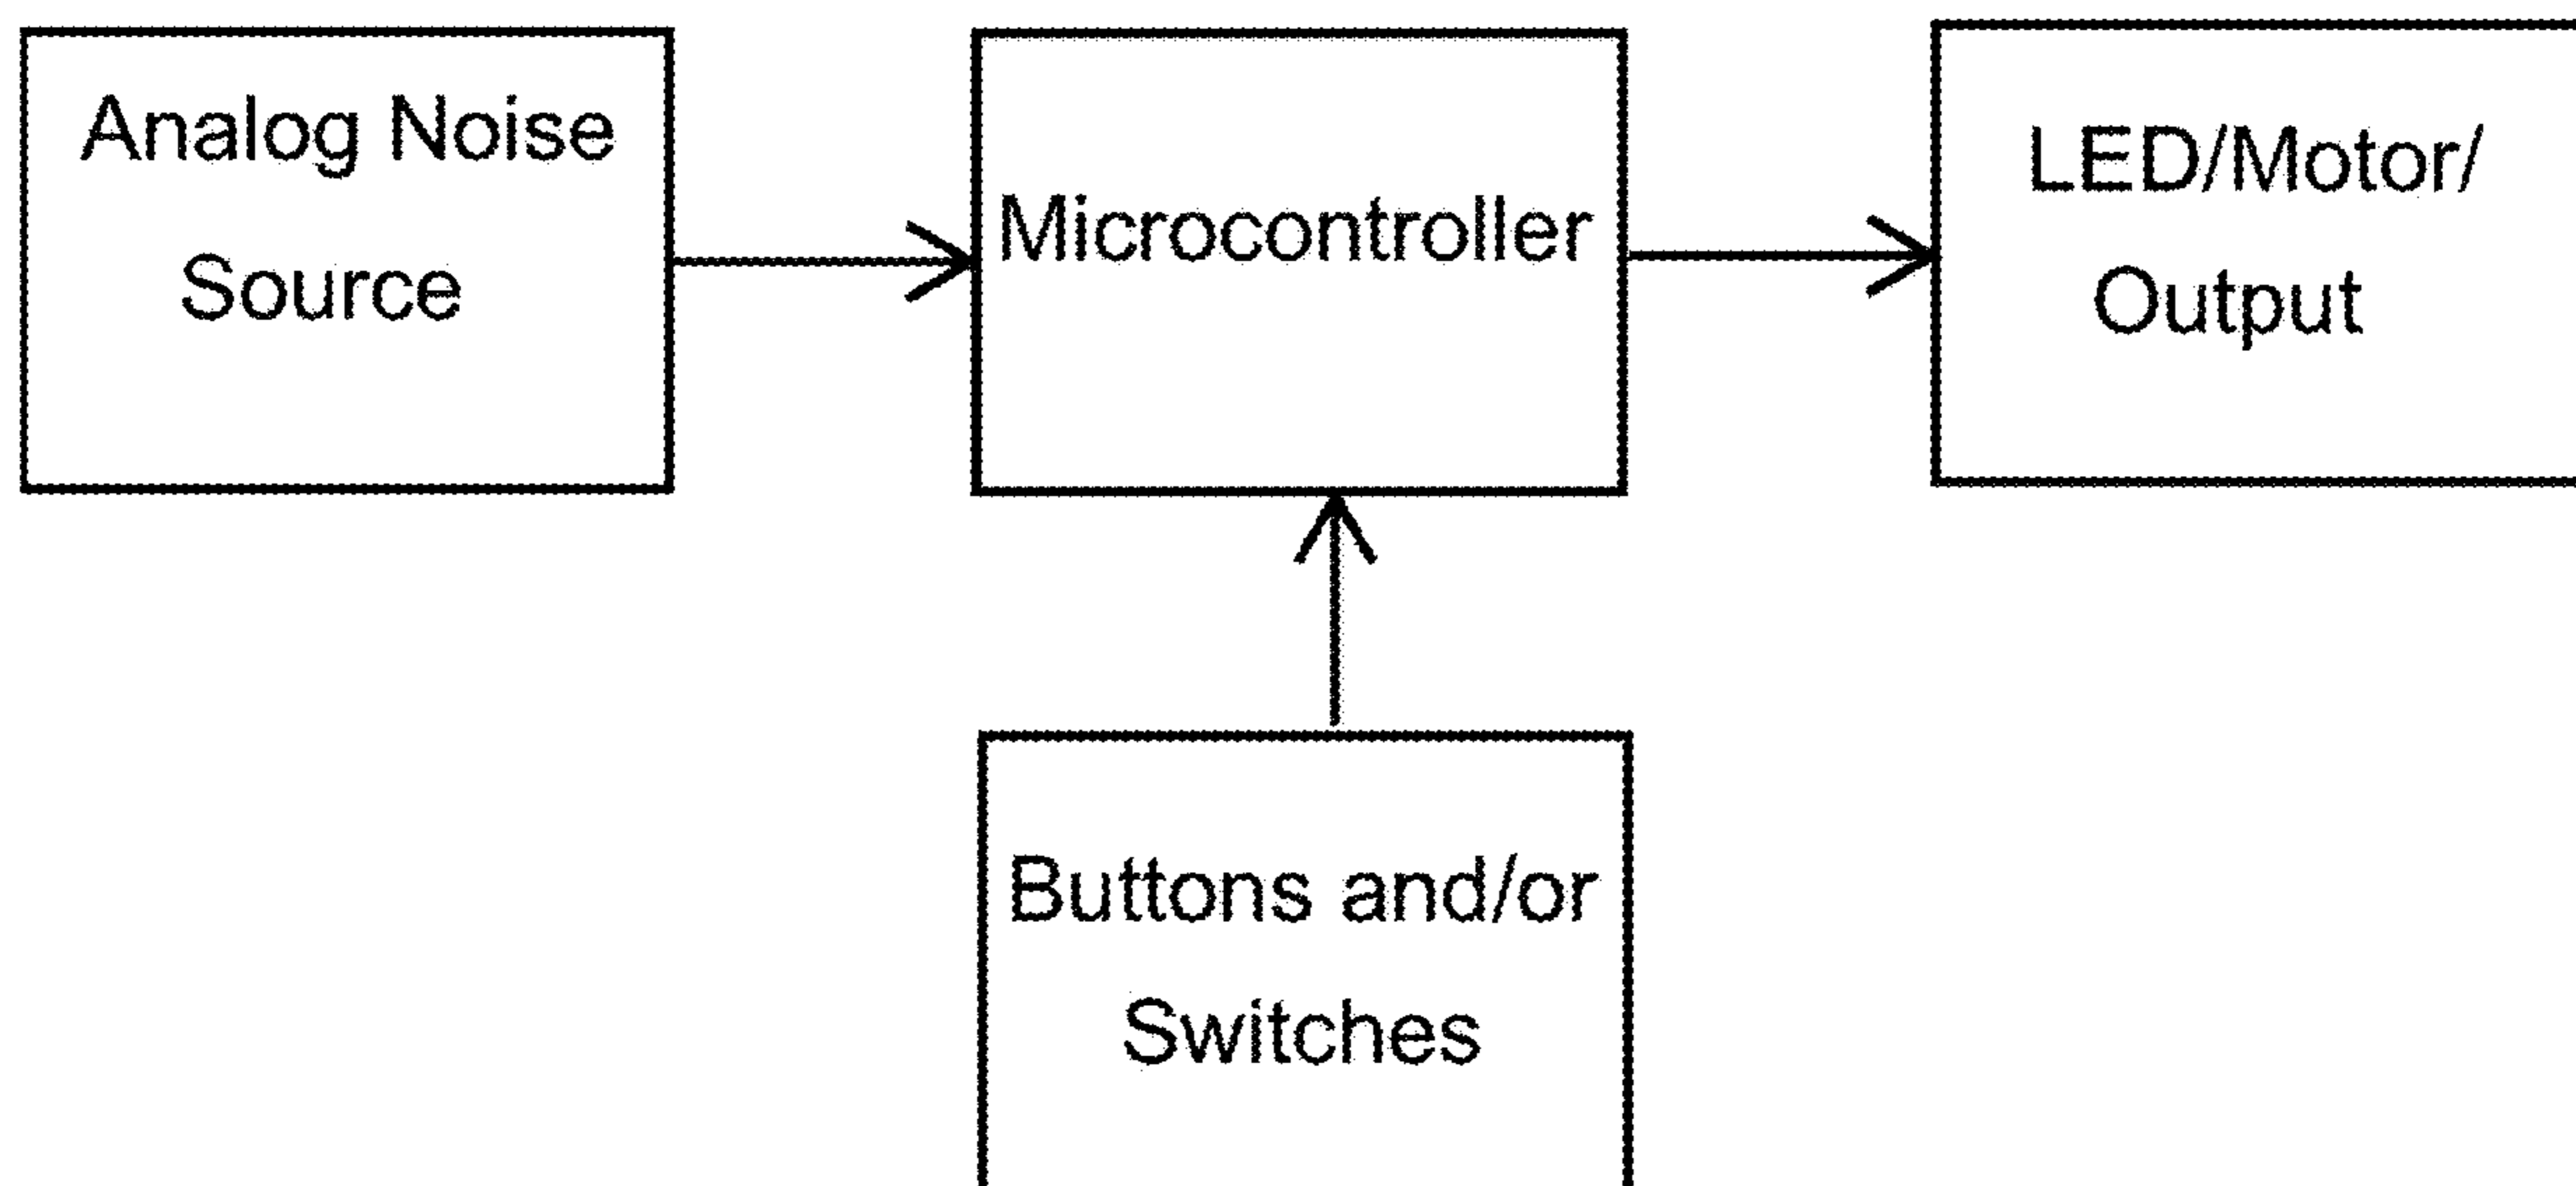 Analog Noise
Source
Microcontroller
LED/Motor/
Output
Buttons and/or
Switches